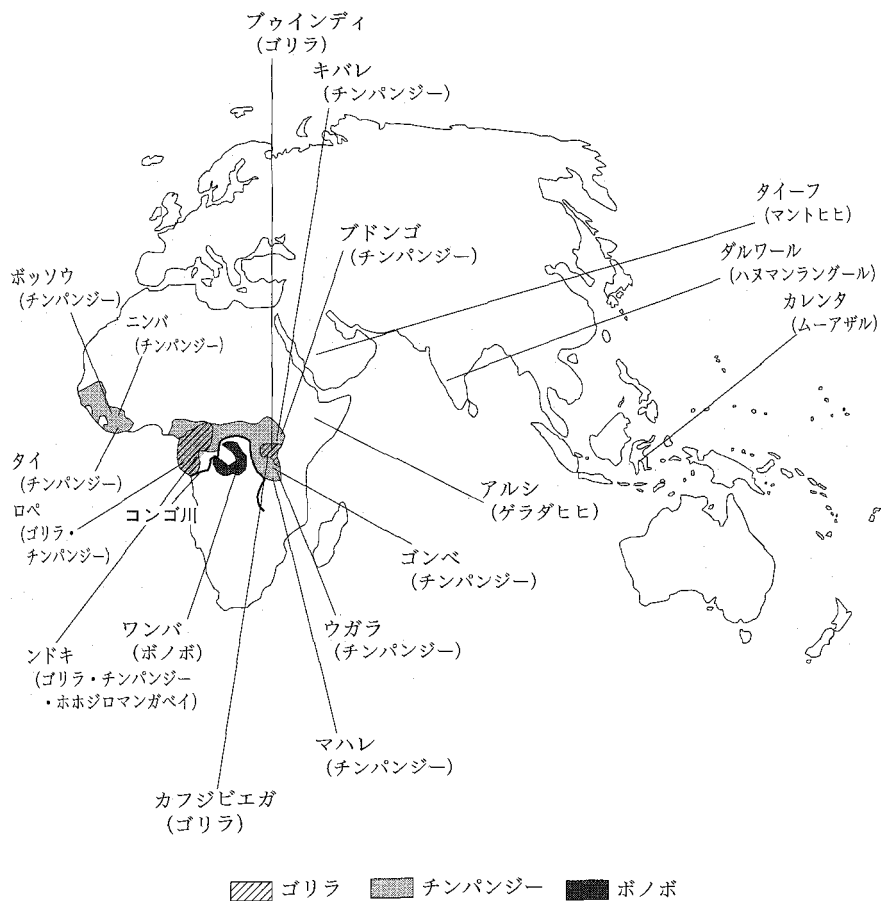 ブウィンディ
(ゴリラ)
キバレ
(チンパンジー)
タイーフ
(マントヒヒ)
ブドンゴ
(チンパンジー)
ダルワール
(ハヌマンラングール)
カレンタ
(ムーアザル)
ボッソウ
(チンパンジー)
ニンバ
(チンパンジー)
タイ
(チンパンジー)
ロペ
(ゴリラ・
チンパンジー)
コンゴ川
アルシ
(ゲラダヒヒ)
ゴンベ
(チンパンジー)
ンドキ
(ゴリラ・チンパンジー
・ホホジロマンガベイ)
ワンバ
(ボノボ)
ウガラ
(チンパンジー)
マハレ
(チンパンジー)
カフジビエガ
(ゴリラ)
ゴリラ チンパンジー ボノボ